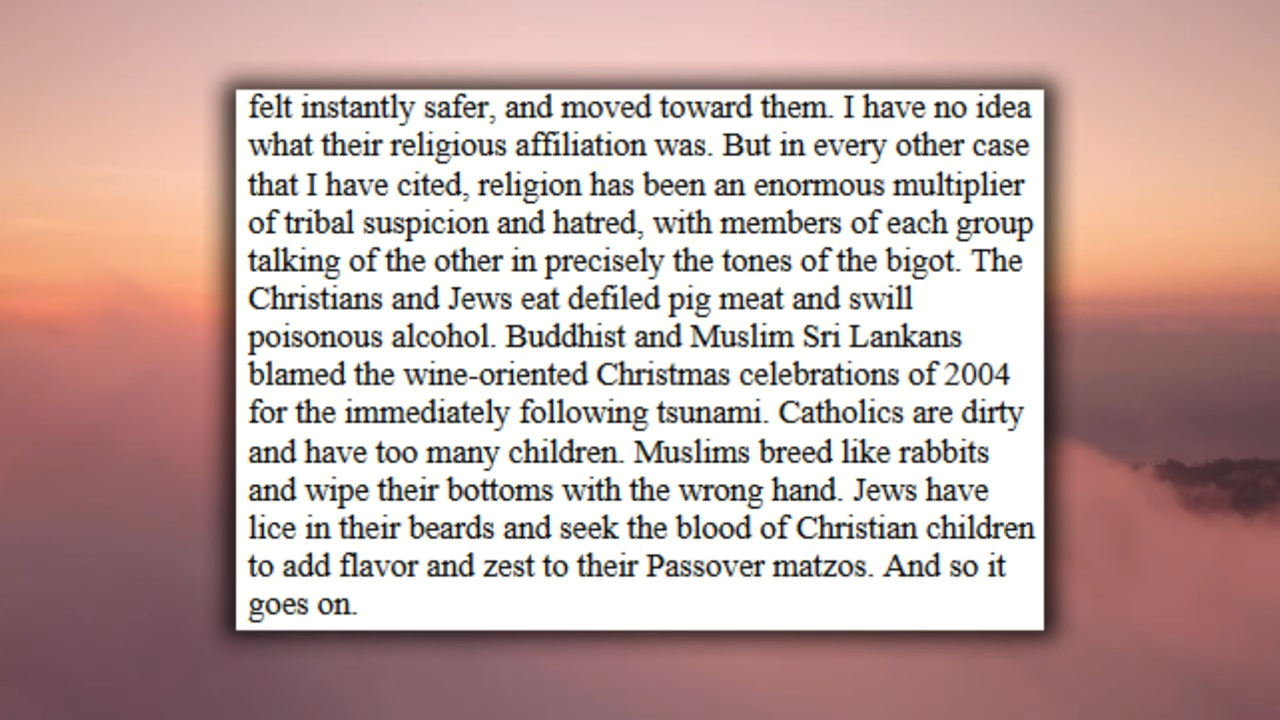 felt instantly safer, and moved toward them. I have no idea
what their religious affiliation was. But in every other case
that I have cited, religion has been an enormous multiplier
of tribal suspicion and hatred, with members of each group
talking of the other in precisely the tones of the bigot. The
Christians and Jews eat defiled pig meat and swill
poisonous alcohol. Buddhist and Muslim Sri Lankans
blamed the wine-oriented Christmas celebrations of 2004
for the immediately following tsunami. Catholics are dirty
and have too many children. Muslims breed like rabbits
and wipe their bottoms with the wrong hand. Jews have
lice in their beards and seek the blood of Christian children
to add flavor and zest to their Passover matzos. And so it
goes on.